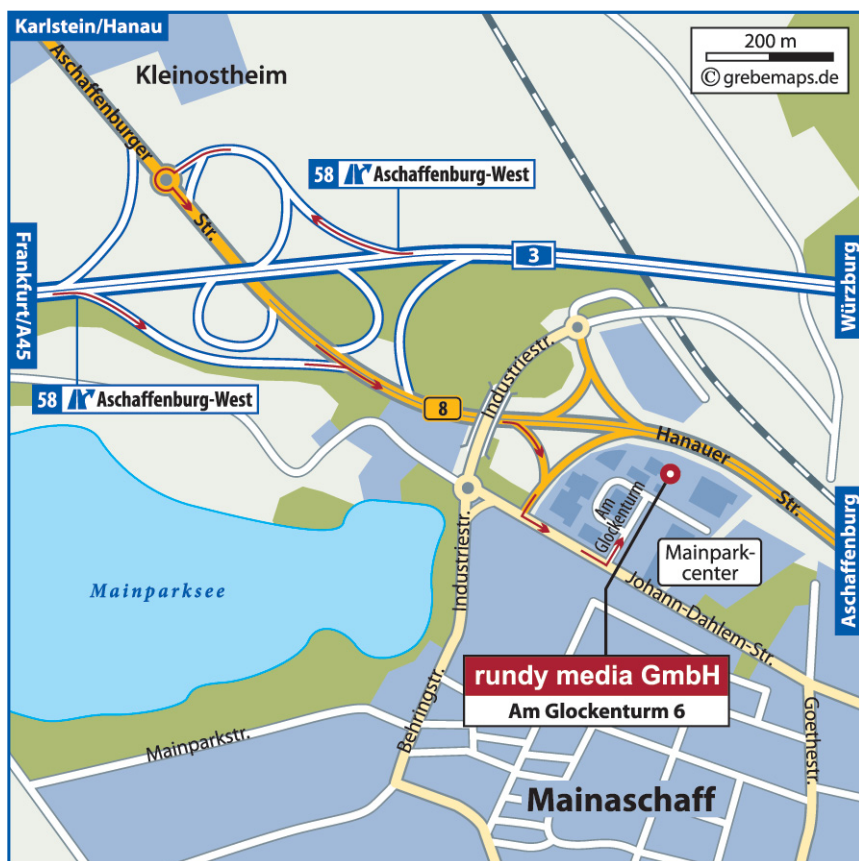 Karlstein/Hanau
200 m
© grebemaps.de
Kleinostheim
Aschaffenburger
Str.
58 Aschaffenburg-West
Frankfurt/A45
3
Würzburg
58 Aschaffenburg-West
8
Industriestr.
Hanauer
Str.
Am
Glockenturm
Mainpark-
center
Aschaffenburg
Mainparksee
Industriestr.
Johann-Dahlem-Str.
rundy media GmbH
Am Glockenturm 6
Behringstr.
Mainparkstr.
Goethestr.
Mainaschaff